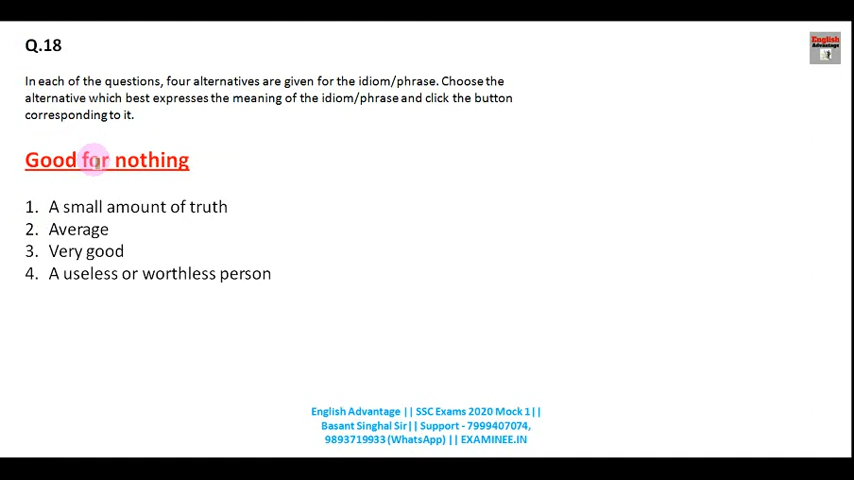 Q.18
English
Advantage
In each of the questions, four alternatives are given for the idiom/phrase. Choose the
alternative which best expresses the meaning of the idiom/phrase and click the button
corresponding to it.
Good for nothing
1. A small amount of truth
2. Average
3. Very good
4. A useless or worthless person
English Advantage || SSC Exams 2020 Mock 1||
Basant Singhal Sir|| Support - 7999407074,
9893719933(WhatsApp) || EXAMINEE.IN